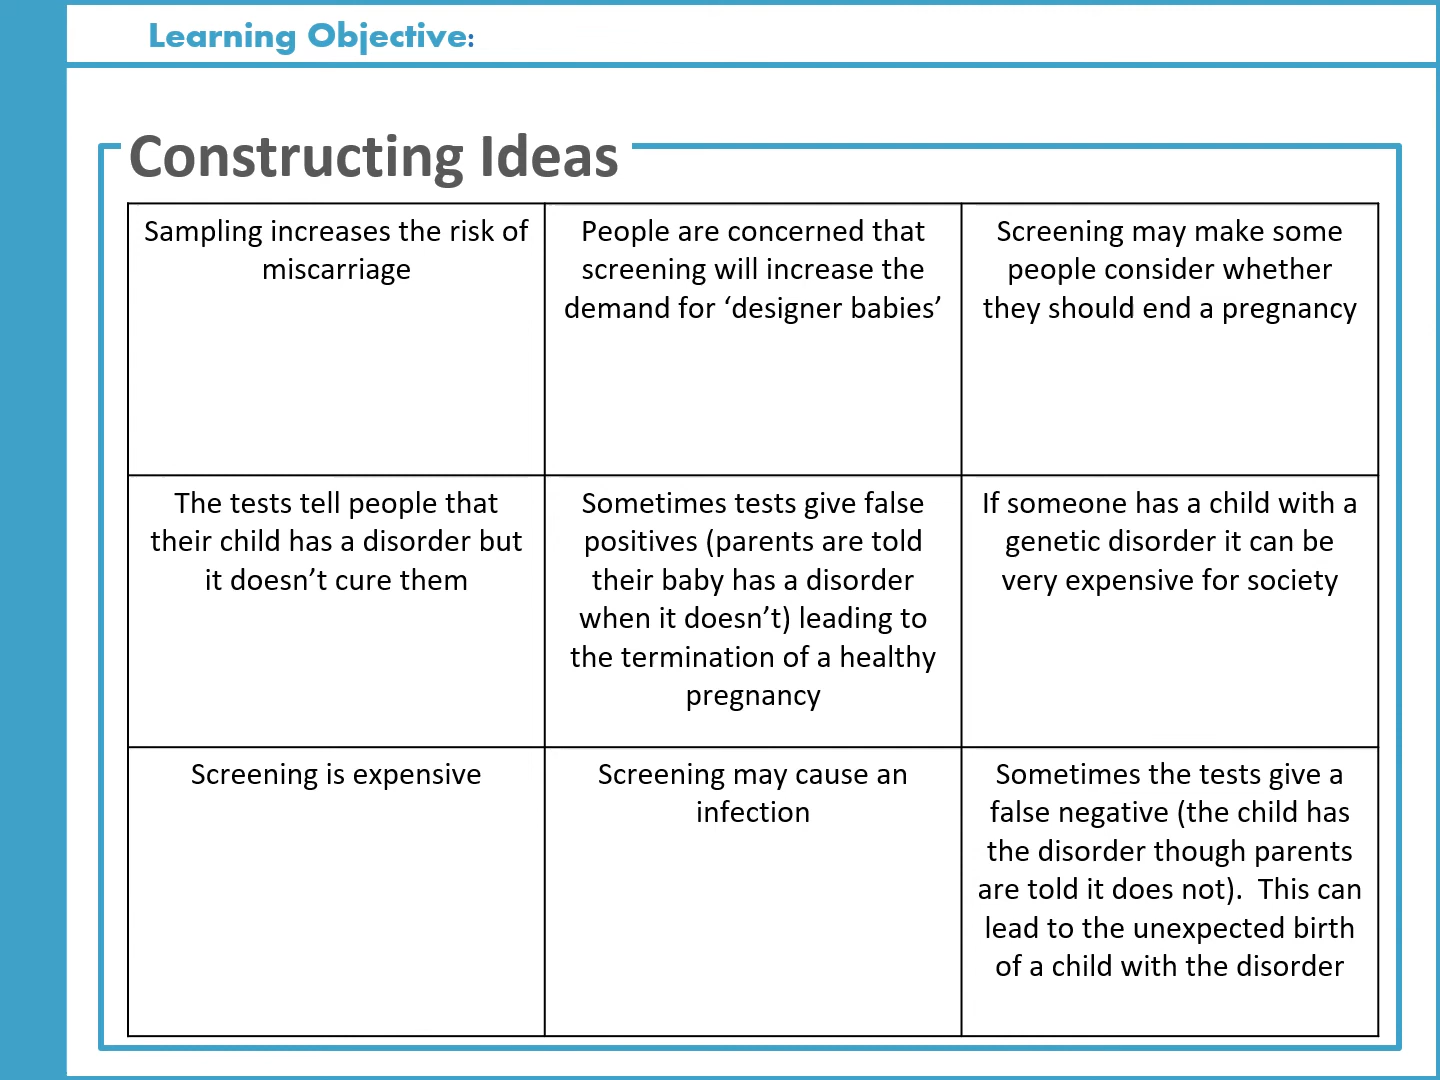 Learning Objective:
Constructing Ideas
Sampling increases the risk of
miscarriage
People are concerned that
screening will increase the
demand for ‘designer babies’
Screening may make some
people consider whether
they should end a pregnancy
The tests tell people that
their child has a disorder but
it doesn’t cure them
Sometimes tests give false
positives (parents are told
their baby has a disorder
when it doesn’t) leading to
the termination of a healthy
pregnancy
If someone has a child with a
genetic disorder it can be
very expensive for society
Screening is expensive
Screening may cause an
infection
Sometimes the tests give a
false negative (the child has
the disorder though parents
are told it does not).  This can
lead to the unexpected birth
of a child with the disorder